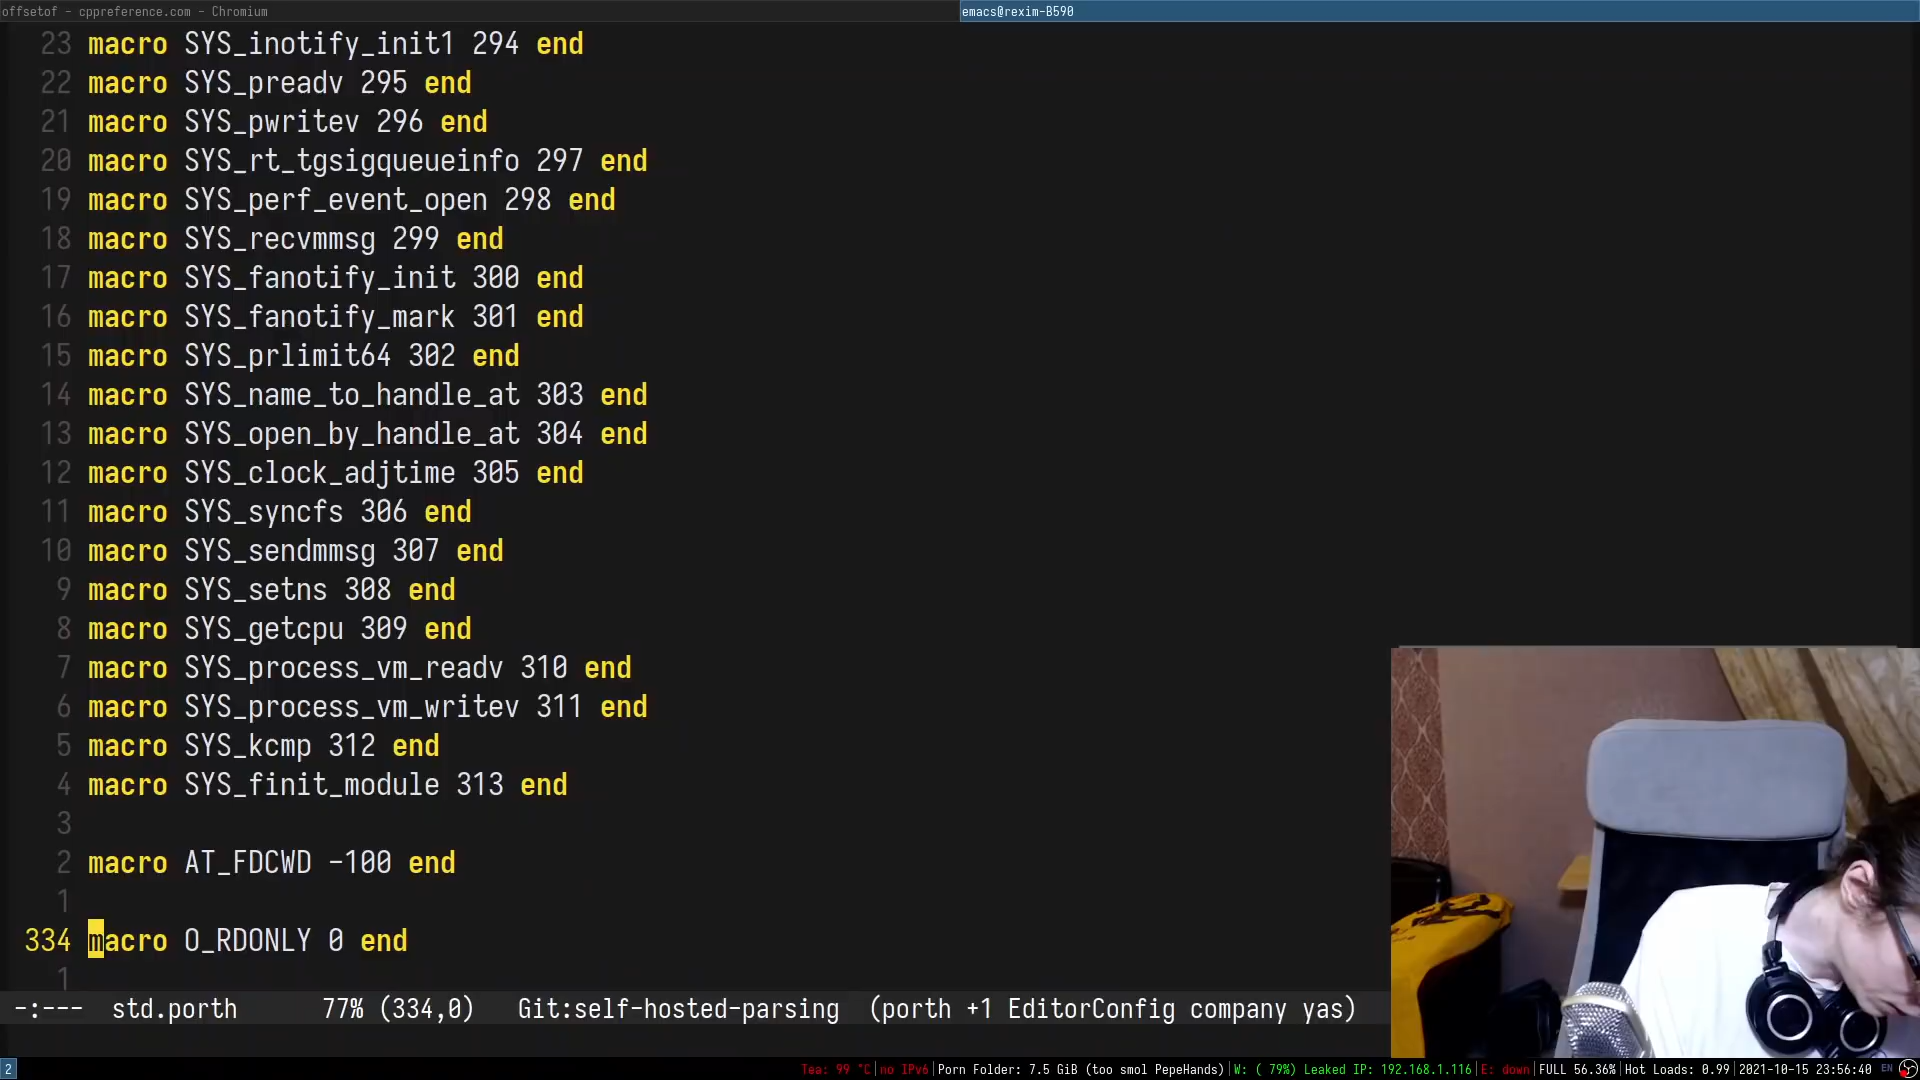 offsetof - cppreference.com - Chromium
emacs@rexim-B590
23 macro SYS_inotify_init1 294 end
22 macro SYS_preadv 295 end
21 macro SYS_pwritev 296 end
20 macro SYS_rt_tgsigqueueinfo 297 end
19 macro SYS_perf_event_open 298 end
18 macro SYS_recvmmsg 299 end
17 macro SYS_fanotify_init 300 end
16 macro SYS_fanotify_mark 301 end
15 macro SYS_prlimit64 302 end
14 macro SYS_name_to_handle_at 303 end
13 macro SYS_open_by_handle_at 304 end
12 macro SYS_clock_adjtime 305 end
11 macro SYS_syncfs 306 end
10 macro SYS_sendmmsg 307 end
9 macro SYS_setns 308 end
8 macro SYS_getcpu 309 end
7 macro SYS_process_vm_readv 310 end
6 macro SYS_process_vm_writev 311 end
5 macro SYS_kcmp 312 end
4 macro SYS_finit_module 313 end
3
2 macro AT_FDCWD -100 end
1
334 macro O_RDONLY 0 end
1
-:--- std.porth 77% (334,0) Git:self-hosted-parsing (porth +1 EditorConfig company yas)
2 Tea: 99 °C|no IPv6|Porn Folder: 7.5 GiB (too smol PepeHands)|W: ( 79%) Leaked IP: 192.168.1.116|E: down|FULL 56.36%|Hot Loads: 0.99|2021-10-15 23:56:40 EN